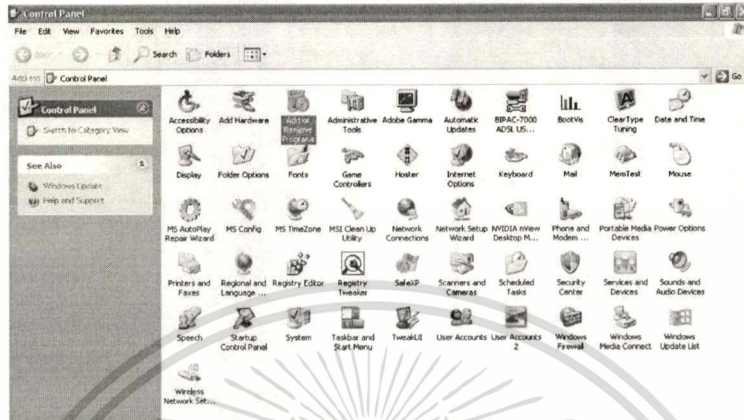 Control Panel
File Edit View Favorites Tools Help
Back Search Folders
Address Control Panel Go
Control Panel
Switch to Category View
See Also
Windows Update
Help and Support
Accessibility Options
Add Hardware
Add or Remove Programs
Administrative Tools
Adobe Gamma
Automatic Updates
BIPAC-7000 ADSL US...
BootVis
ClearType Tuning
Date and Time
Display
Folder Options
Fonts
Game Controllers
Hoster
Internet Options
Keyboard
Mail
MemTest
Mouse
MS AutoPlay Repair Wizard
MS Config
MS TimeZone
MSI Clean Up Utility
Network Connections
Network Setup Wizard
NVIDIA nView Desktop M...
Phone and Modem ...
Portable Media Devices
Power Options
Printers and Faxes
Regional and Language ...
Registry Editor
Registry Tweaker
SafeXP
Scanners and Cameras
Scheduled Tasks
Security Center
Services and Devices
Sounds and Audio Devices
Speech
Startup Control Panel
System
Taskbar and Start Menu
TweakUI
User Accounts
User Accounts 2
Windows Firewall
Windows Media Connect
Windows Update List
Wireless Network Set...